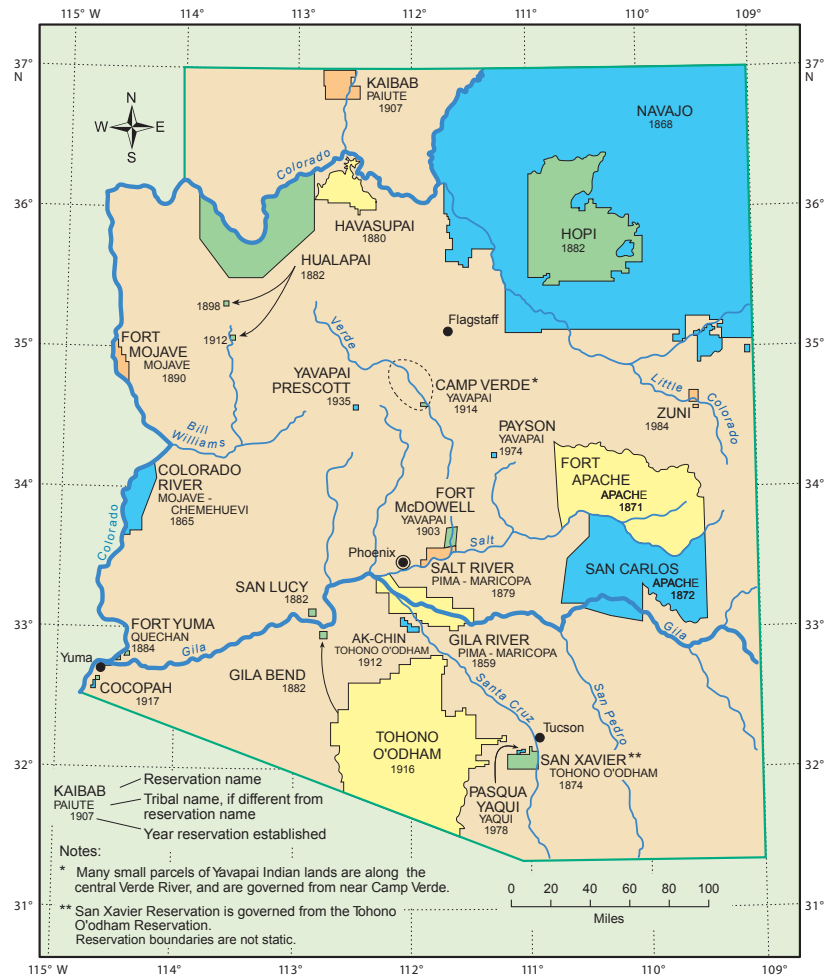 115° W
114°
113°
112°
111°
110°
109°
37°
N
37°
N
W
E
S
KAIBAB
PAIUTE
1907
NAVAJO
1868
Colorado
36°
36°
HAVASUPAI
1880
HOPI
1882
HUALAPAI
1882
1898
1912
Flagstaff
Verde
35°
35°
FORT
MOJAVE
MOJAVE
1890
YAVAPAI
PRESCOTT
1935
CAMP VERDE*
YAVAPAI
1914
Little
Colorado
ZUNI
1984
Bill
Williams
PAYSON
YAVAPAI
1974
COLORADO
RIVER
MOJAVE -
CHEMEHUEVI
1865
FORT
APACHE
APACHE
1871
34°
34°
FORT
McDOWELL
YAVAPAI
1903
Colorado
Phoenix
Salt
SALT RIVER
PIMA - MARICOPA
1879
SAN CARLOS
APACHE
1872
SAN LUCY
1882
33°
33°
FORT YUMA
QUECHAN
1884
Gila
Gila
AK-CHIN
TOHONO O'ODHAM
1912
GILA RIVER
PIMA - MARICOPA
1859
Yuma
COCOPAH
1917
GILA BEND
1882
Santa Cruz
San Pedro
TOHONO
O'ODHAM
1916
Tucson
32°
32°
SAN XAVIER**
TOHONO O'ODHAM
1874
PASQUA
YAQUI
YAQUI
1978
KAIBAB
PAIUTE
1907
Reservation name
Tribal name, if different from
reservation name
Year reservation established
Notes:
* Many small parcels of Yavapai Indian lands are along the
central Verde River, and are governed from near Camp Verde.
** San Xavier Reservation is governed from the Tohono
O'odham Reservation.
Reservation boundaries are not static.
0 20 40 60 80 100
Miles
31°
31°
115° W
114°
113°
112°
111°
110°
109°